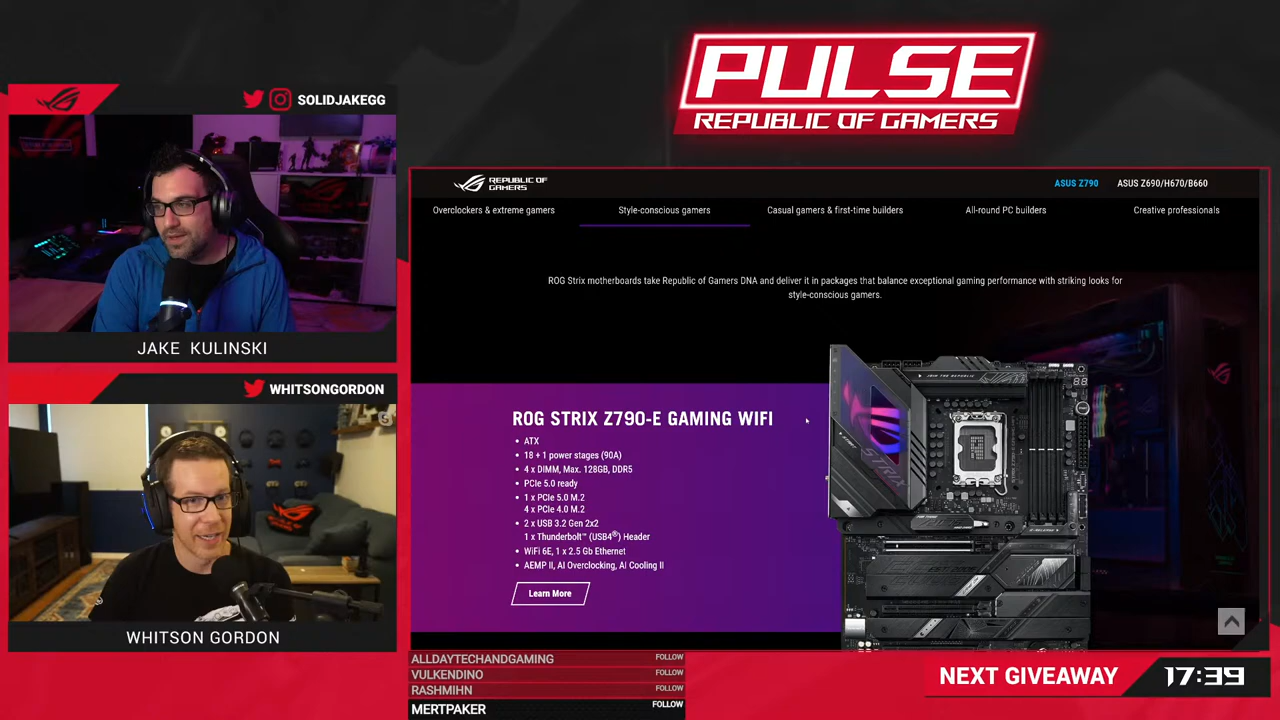 PULSE
REPUBLIC OF GAMERS
SOLIDJAKEGG
JAKE KULINSKI
WHITSONGORDON
WHITSON GORDON
REPUBLIC OF
GAMERS
ASUS Z790
ASUS Z690/H670/B660
Overclockers & extreme gamers
Style-conscious gamers
Casual gamers & first-time builders
All-round PC builders
Creative professionals
ROG Strix motherboards take Republic of Gamers DNA and deliver it in packages that balance exceptional gaming performance with striking looks for
style-conscious gamers.
ROG STRIX Z790-E GAMING WIFI
• ATX
• 18 + 1 power stages (90A)
• 4 x DIMM, Max. 128GB, DDR5
• PCIe 5.0 ready
• 1 x PCIe 5.0 M.2
4 x PCIe 4.0 M.2
• 2 x USB 3.2 Gen 2x2
1 x Thunderbolt™ (USB4®) Header
• WiFi 6E, 1 x 2.5 Gb Ethernet
• AEMP II, AI Overclocking, AI Cooling II
Learn More
JOIN THE REPUBLIC
STRIX
ALLDAYTECHANDGAMING FOLLOW
VULKENDINO FOLLOW
RASHMIHN FOLLOW
MERTPAKER FOLLOW
NEXT GIVEAWAY 17:39